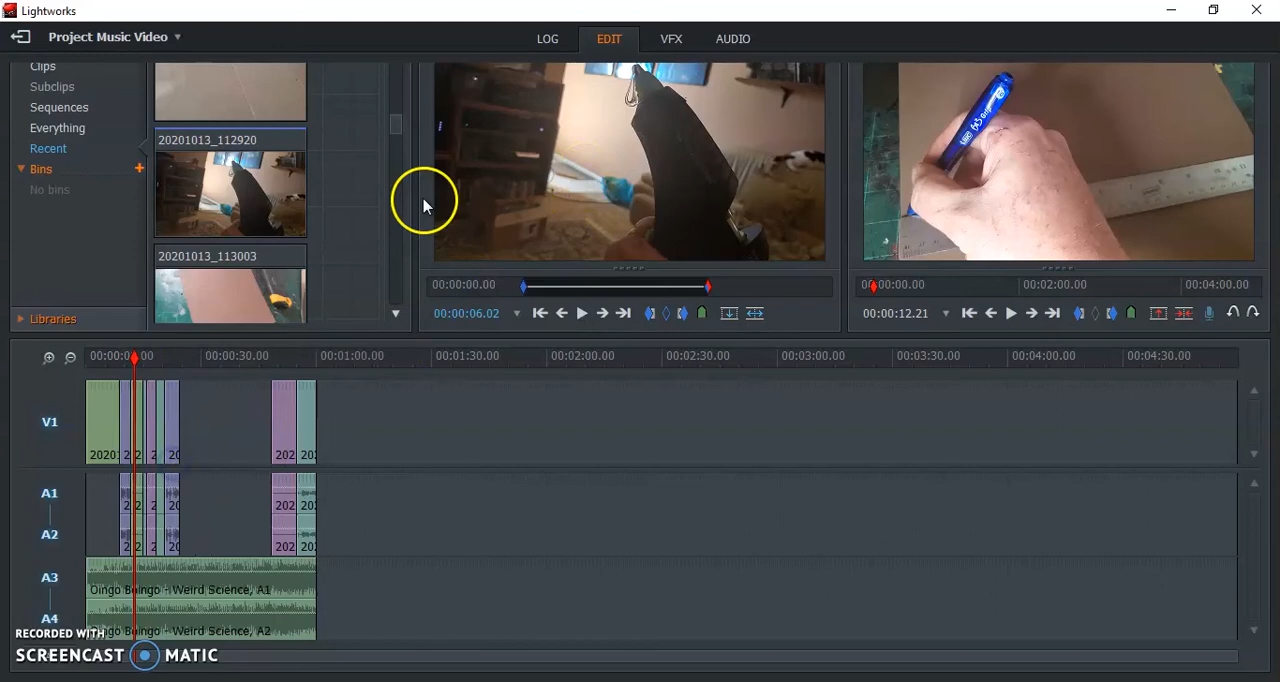 Lightworks
Project Music Video
LOG
EDIT
VFX
AUDIO
Clips
Subclips
Sequences
Everything
Recent
Bins
No bins
Libraries
20201013_112920
20201013_113003
00:00:00.00
00:00:06.02
00:00:00.00 00:02:00.00 00:04:00.00
00:00:12.21
00:00:30.00 00:01:00.00 00:01:30.00 00:02:00.00 00:02:30.00 00:03:00.00 00:03:30.00 00:04:00.00 00:04:30.00
V1
A1
A2
A3
A4
Oingo Boingo - Weird Science, A1
Oingo Boingo - Weird Science, A2
RECORDED WITH
SCREENCAST MATIC